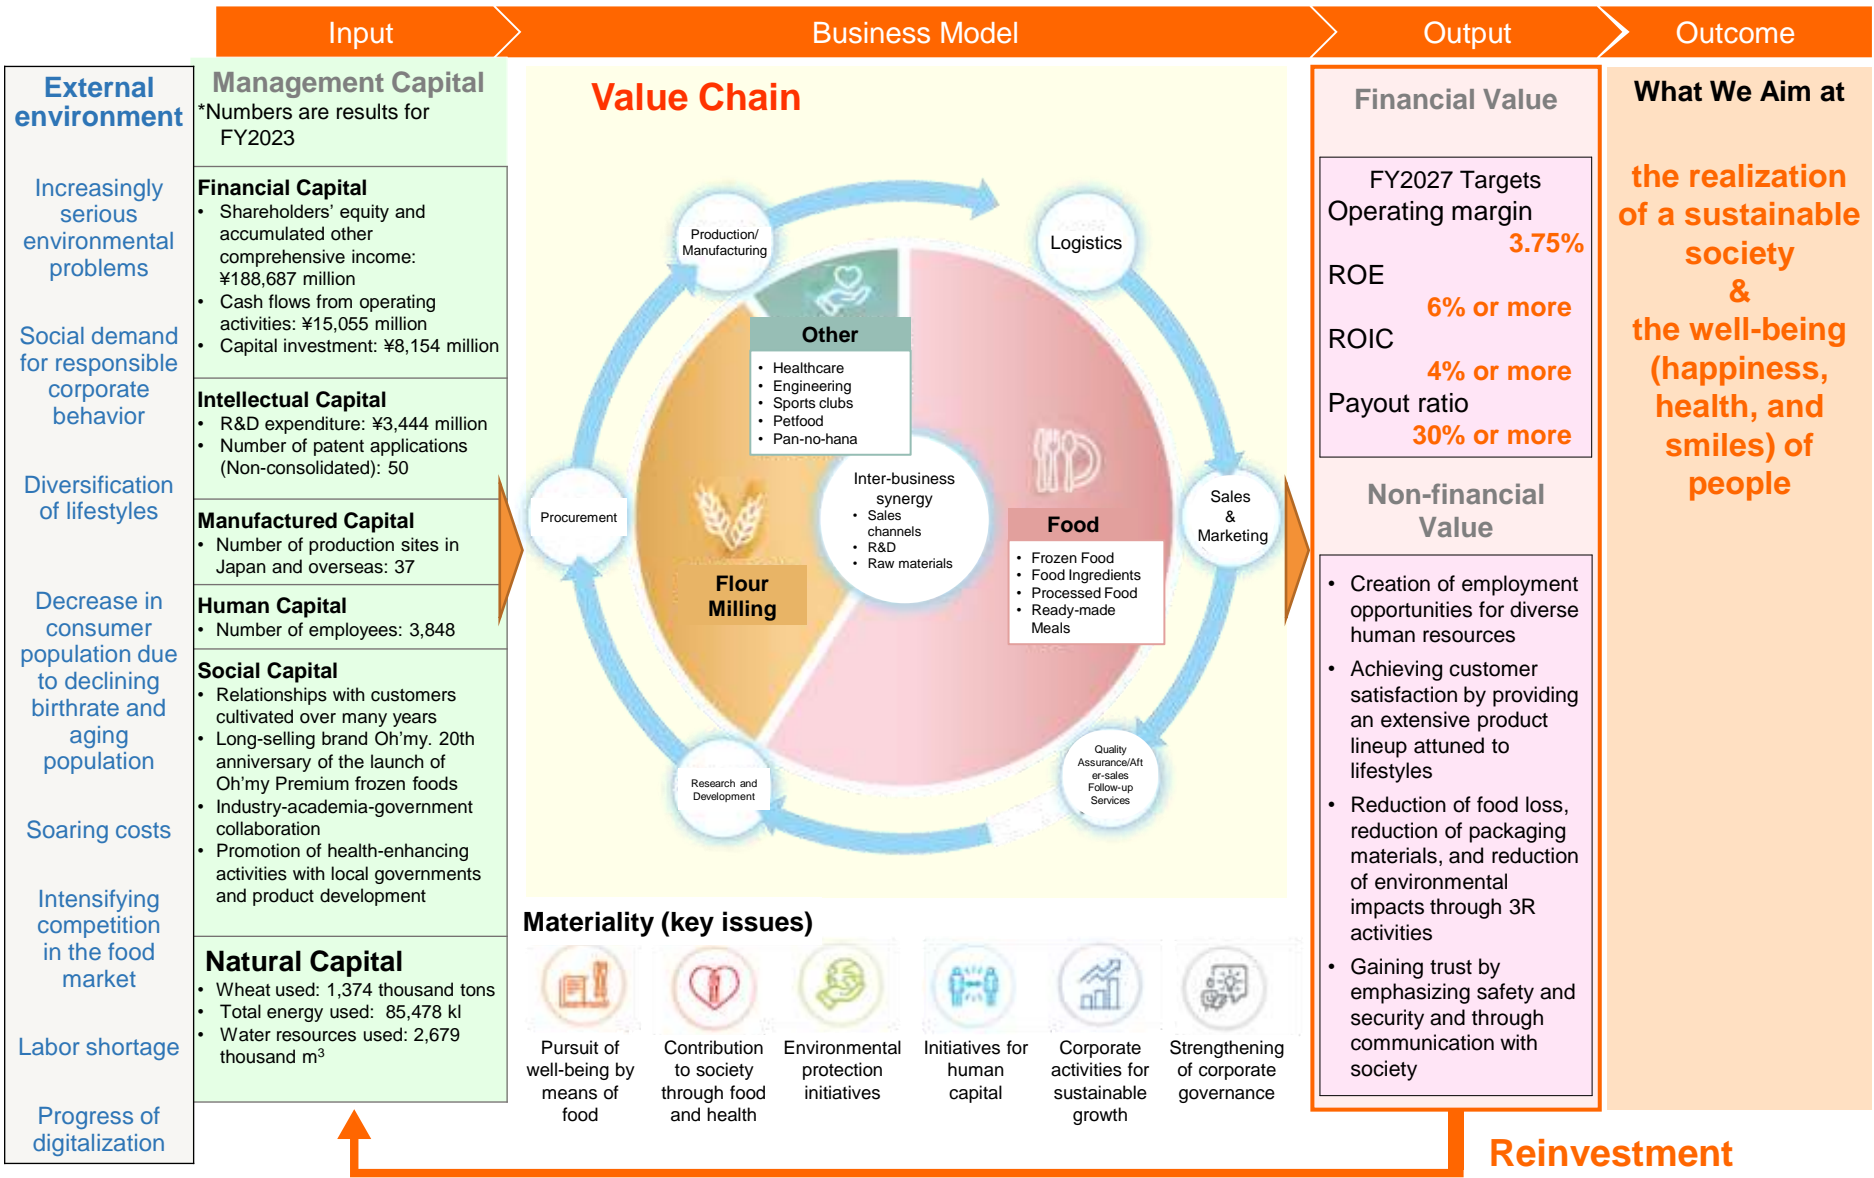 Input
Business Model
Output
Outcome
External
environment
Increasingly
serious
environmental
problems
Social demand
for responsible
corporate
behavior
Diversification
of lifestyles
Decrease in
consumer
population due
to declining
birthrate and
aging
population
Soaring costs
Intensifying
competition
in the food
market
Labor shortage
Progress of
digitalization
Management Capital
*Numbers are results for
FY2023
Financial Capital
• Shareholders’ equity and
accumulated other
comprehensive income:
¥188,687 million
• Cash flows from operating
activities: ¥15,055 million
• Capital investment: ¥8,154 million
Intellectual Capital
• R&D expenditure: ¥3,444 million
• Number of patent applications
(Non-consolidated): 50
Manufactured Capital
• Number of production sites in
Japan and overseas: 37
Human Capital
• Number of employees: 3,848
Social Capital
• Relationships with customers
cultivated over many years
• Long-selling brand Oh’my. 20th
anniversary of the launch of
Oh’my Premium frozen foods
• Industry-academia-government
collaboration
• Promotion of health-enhancing
activities with local governments
and product development
Natural Capital
• Wheat used: 1,374 thousand tons
• Total energy used: 85,478 kl
• Water resources used: 2,679
thousand m³
Value Chain
Production/
Manufacturing
Logistics
Sales
&
Marketing
Quality
Assurance/Aft
er-sales
Follow-up
Services
Research and
Development
Procurement
Other
• Healthcare
• Engineering
• Sports clubs
• Petfood
• Pan-no-hana
Inter-business
synergy
• Sales
channels
• R&D
• Raw materials
Food
• Frozen Food
• Food Ingredients
• Processed Food
• Ready-made
Meals
Flour
Milling
Materiality (key issues)
Pursuit of
well-being by
means of
food
Contribution
to society
through food
and health
Environmental
protection
initiatives
Initiatives for
human
capital
Corporate
activities for
sustainable
growth
Strengthening
of corporate
governance
Financial Value
FY2027 Targets
Operating margin
3.75%
ROE
6% or more
ROIC
4% or more
Payout ratio
30% or more
Non-financial
Value
• Creation of employment
opportunities for diverse
human resources
• Achieving customer
satisfaction by providing
an extensive product
lineup attuned to
lifestyles
• Reduction of food loss,
reduction of packaging
materials, and reduction
of environmental
impacts through 3R
activities
• Gaining trust by
emphasizing safety and
security and through
communication with
society
What We Aim at
the realization
of a sustainable
society
&
the well-being
(happiness,
health, and
smiles) of
people
Reinvestment